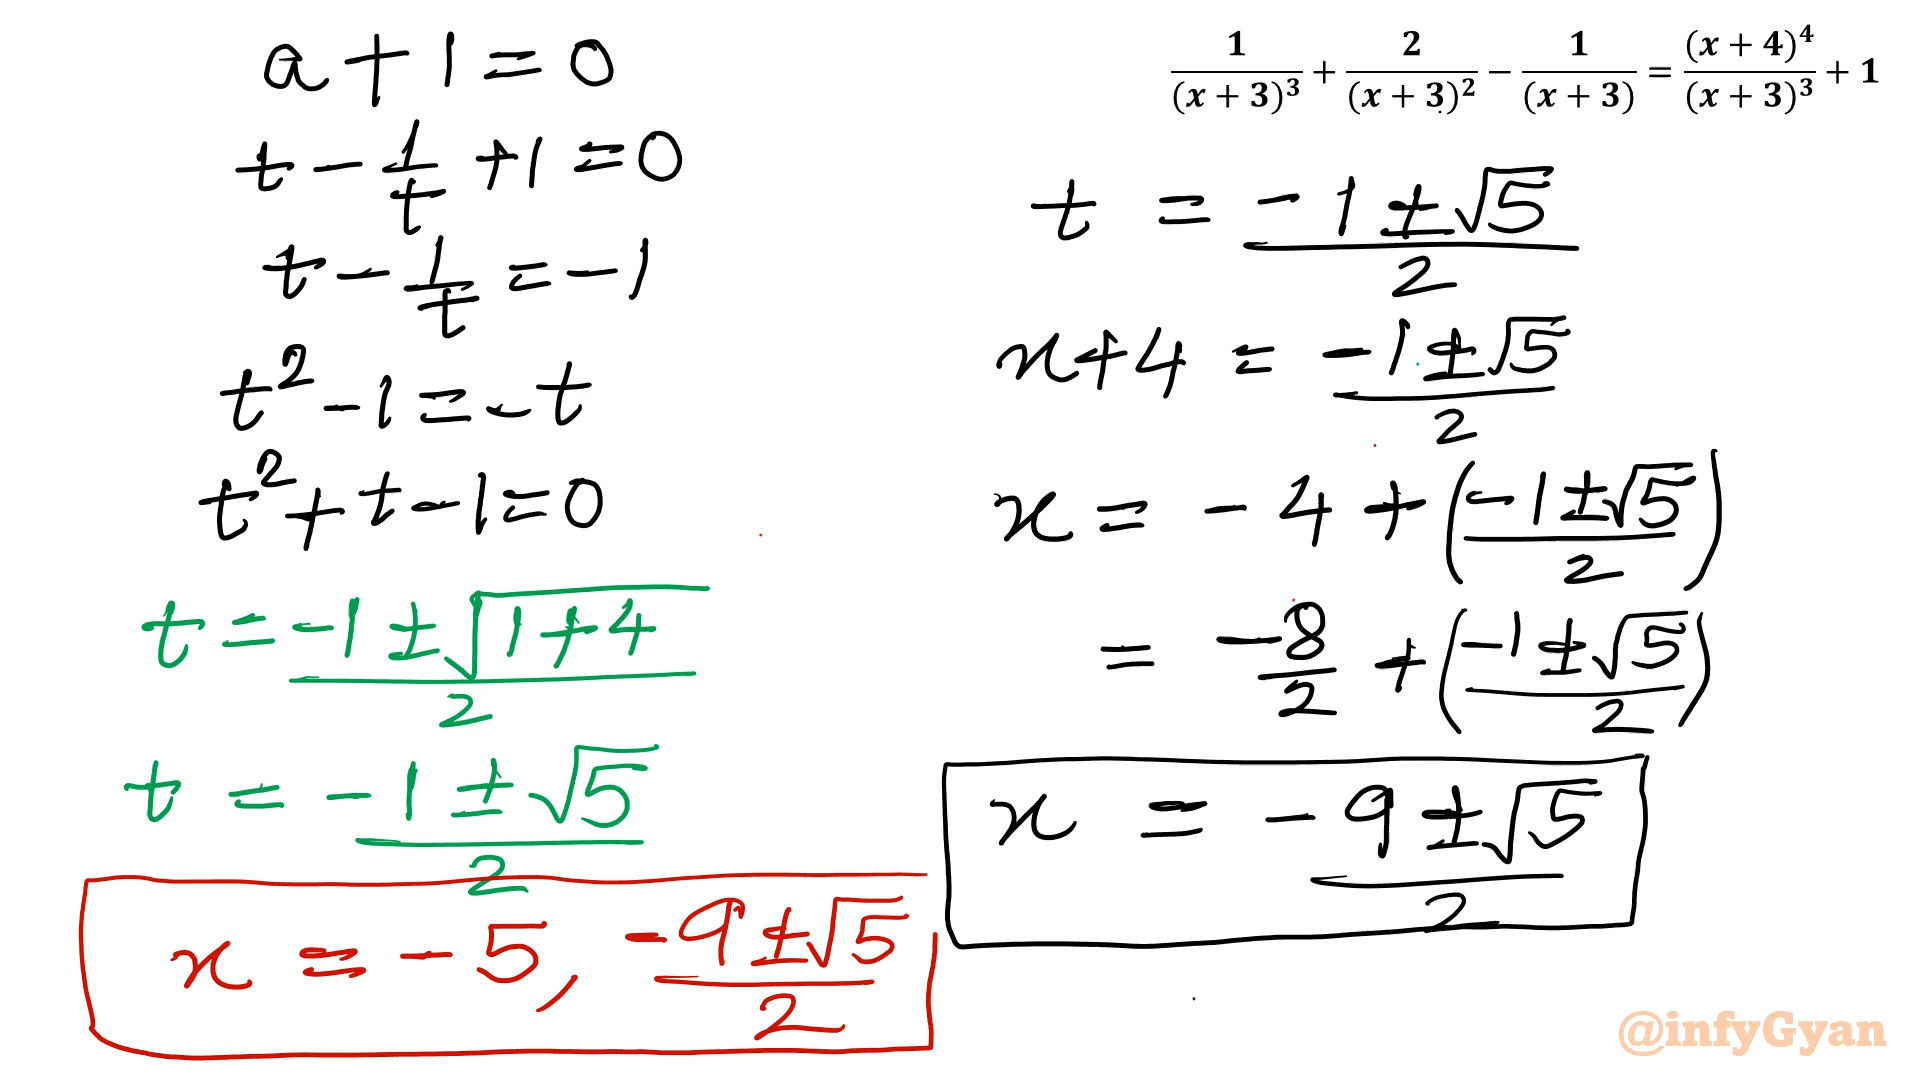 a + 1 = 0
t - 1/t + 1 = 0
t - 1/t = -1
t² - 1 = -t
t² + t - 1 = 0
t = (-1 ± √(1+4))/2
t = (-1 ± √5)/2
x = -5, (-9 ± √5)/2
1/(x + 3)³ + 2/(x + 3)² − 1/(x + 3) = (x + 4)⁴/(x + 3)³ + 1
t = (-1 ± √5)/2
x+4 = (-1 ± √5)/2
x = -4 + ((-1 ± √5)/2)
= -8/2 + ((-1 ± √5)/2)
x = (-9 ± √5)/2
@infyGyan